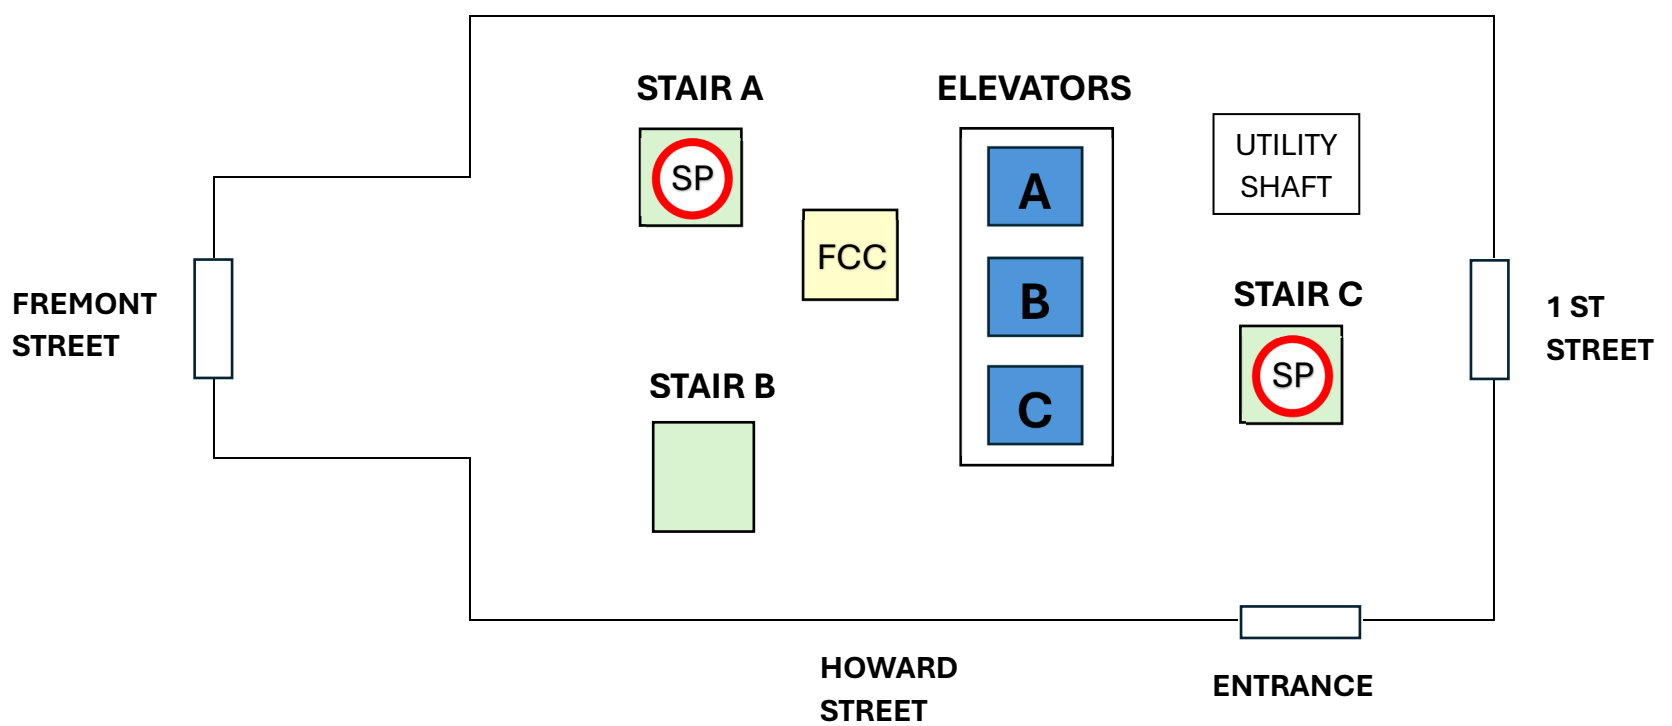 STAIR A
ELEVATORS
SP
A
UTILITY
SHAFT
FCC
B
FREMONT
STREET
STAIR C
1 ST
STREET
SP
STAIR B
C
HOWARD
STREET
ENTRANCE